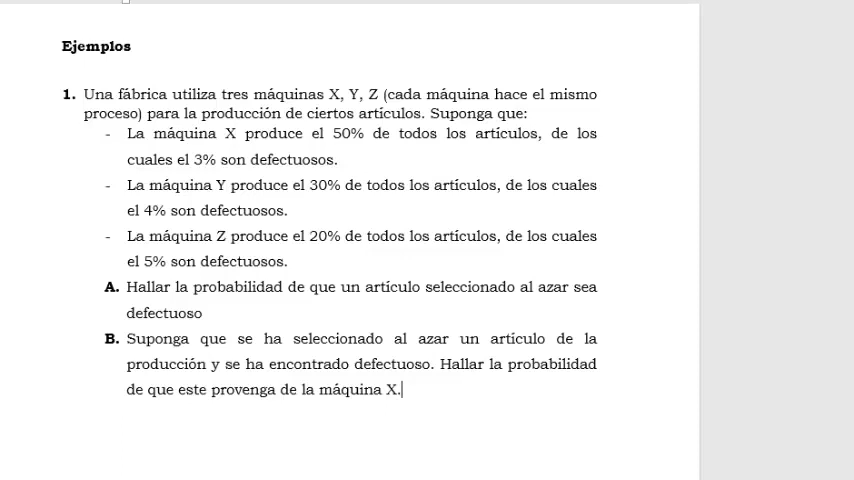 Ejemplos
1. Una fábrica utiliza tres máquinas X, Y, Z (cada máquina hace el mismo
proceso) para la producción de ciertos artículos. Suponga que:
- La máquina X produce el 50% de todos los artículos, de los
cuales el 3% son defectuosos.
- La máquina Y produce el 30% de todos los artículos, de los cuales
el 4% son defectuosos.
- La máquina Z produce el 20% de todos los artículos, de los cuales
el 5% son defectuosos.
A. Hallar la probabilidad de que un artículo seleccionado al azar sea
defectuoso
B. Suponga que se ha seleccionado al azar un artículo de la
producción y se ha encontrado defectuoso. Hallar la probabilidad
de que este provenga de la máquina X.